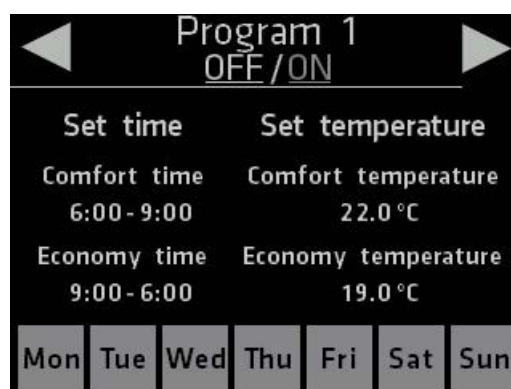 Program 1
OFF/ON
Set time Set temperature
Comfort time Comfort temperature
6:00-9:00 22.0 °C
Economy time Economy temperature
9:00-6:00 19.0 °C
Mon Tue Wed Thu Fri Sat Sun